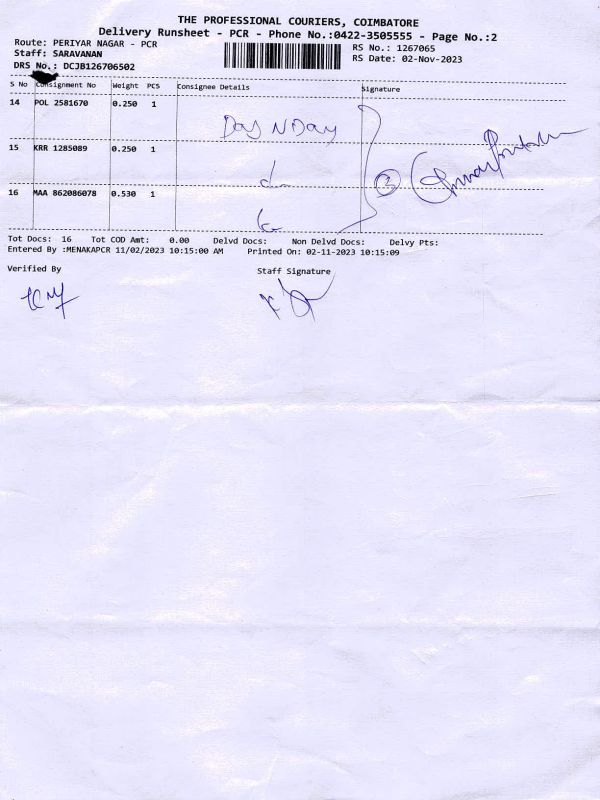 THE PROFESSIONAL COURIERS, COIMBATORE
Delivery Runsheet - PCR - Phone No.:0422-3505555 - Page No.:2
Route: PERIYAR NAGAR - PCR
Staff: SARAVANAN
DRS No.: DCJB126706502
RS No.: 1267065
RS Date: 02-Nov-2023
S No Consignment No Weight PCS Consignee Details Signature
14 POL 2581670 0.250 1 Day N Day
15 KRR 1285089 0.250 1
3
16 MAA 862086078 0.530 1
Tot Docs: 16 Tot COD Amt: 0.00 Delvd Docs: Non Delvd Docs: Delvy Pts:
Entered By :MENAKAPCR 11/02/2023 10:15:00 AM Printed On: 02-11-2023 10:15:09
Verified By Staff Signature